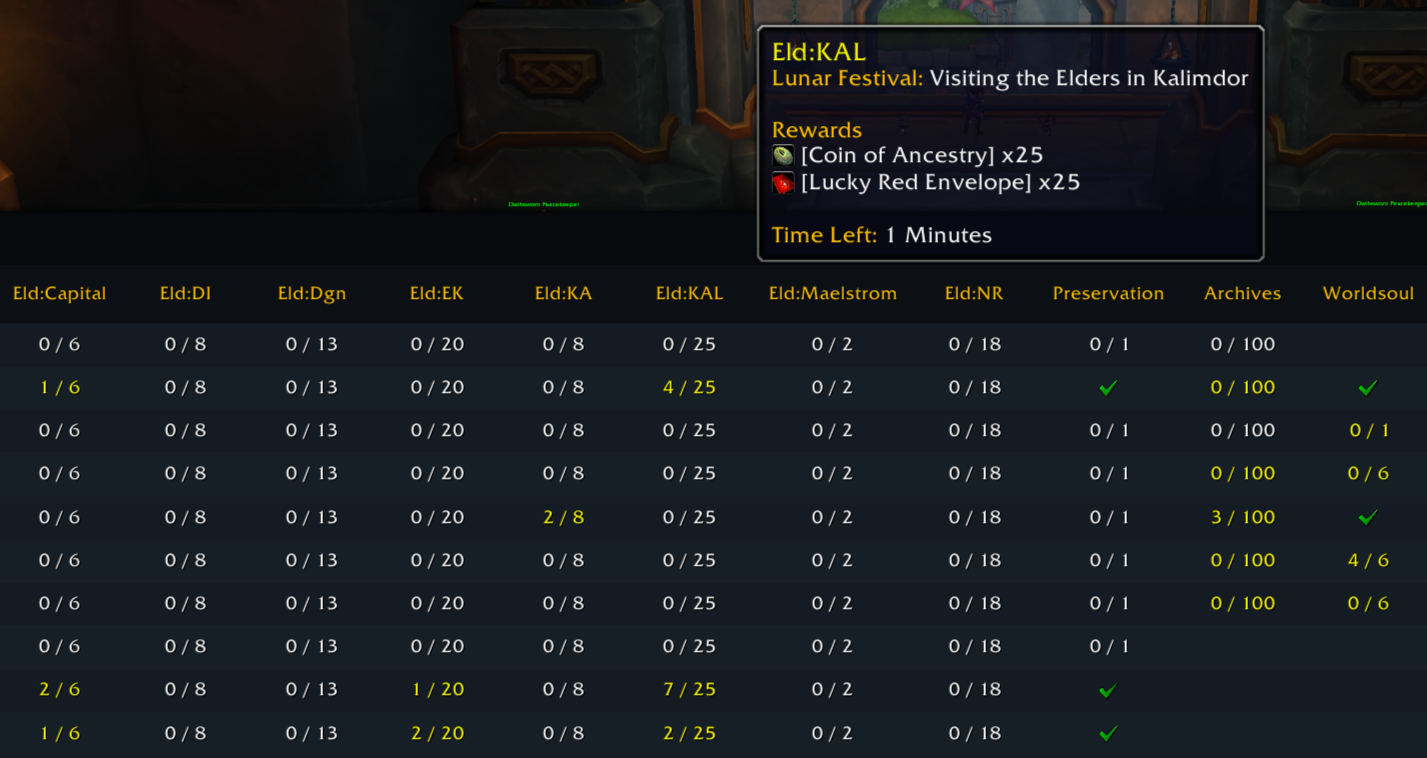 Eld:KAL
Lunar Festival: Visiting the Elders in Kalimdor
Rewards
[Coin of Ancestry] x25
[Lucky Red Envelope] x25
Time Left: 1 Minutes
Oathsworn Peacekeeper
Oathsworn Peacekeeper
Eld:Capital Eld:DI Eld:Dgn Eld:EK Eld:KA Eld:KAL Eld:Maelstrom Eld:NR Preservation Archives Worldsoul
0 / 6 0 / 8 0 / 13 0 / 20 0 / 8 0 / 25 0 / 2 0 / 18 0 / 1 0 / 100
1 / 6 0 / 8 0 / 13 0 / 20 0 / 8 4 / 25 0 / 2 0 / 18 0 / 100
0 / 6 0 / 8 0 / 13 0 / 20 0 / 8 0 / 25 0 / 2 0 / 18 0 / 1 0 / 100 0 / 1
0 / 6 0 / 8 0 / 13 0 / 20 0 / 8 0 / 25 0 / 2 0 / 18 0 / 1 0 / 100 0 / 6
0 / 6 0 / 8 0 / 13 0 / 20 2 / 8 0 / 25 0 / 2 0 / 18 0 / 1 3 / 100
0 / 6 0 / 8 0 / 13 0 / 20 0 / 8 0 / 25 0 / 2 0 / 18 0 / 1 0 / 100 4 / 6
0 / 6 0 / 8 0 / 13 0 / 20 0 / 8 0 / 25 0 / 2 0 / 18 0 / 1 0 / 100 0 / 6
0 / 6 0 / 8 0 / 13 0 / 20 0 / 8 0 / 25 0 / 2 0 / 18 0 / 1
2 / 6 0 / 8 0 / 13 1 / 20 0 / 8 7 / 25 0 / 2 0 / 18
1 / 6 0 / 8 0 / 13 2 / 20 0 / 8 2 / 25 0 / 2 0 / 18